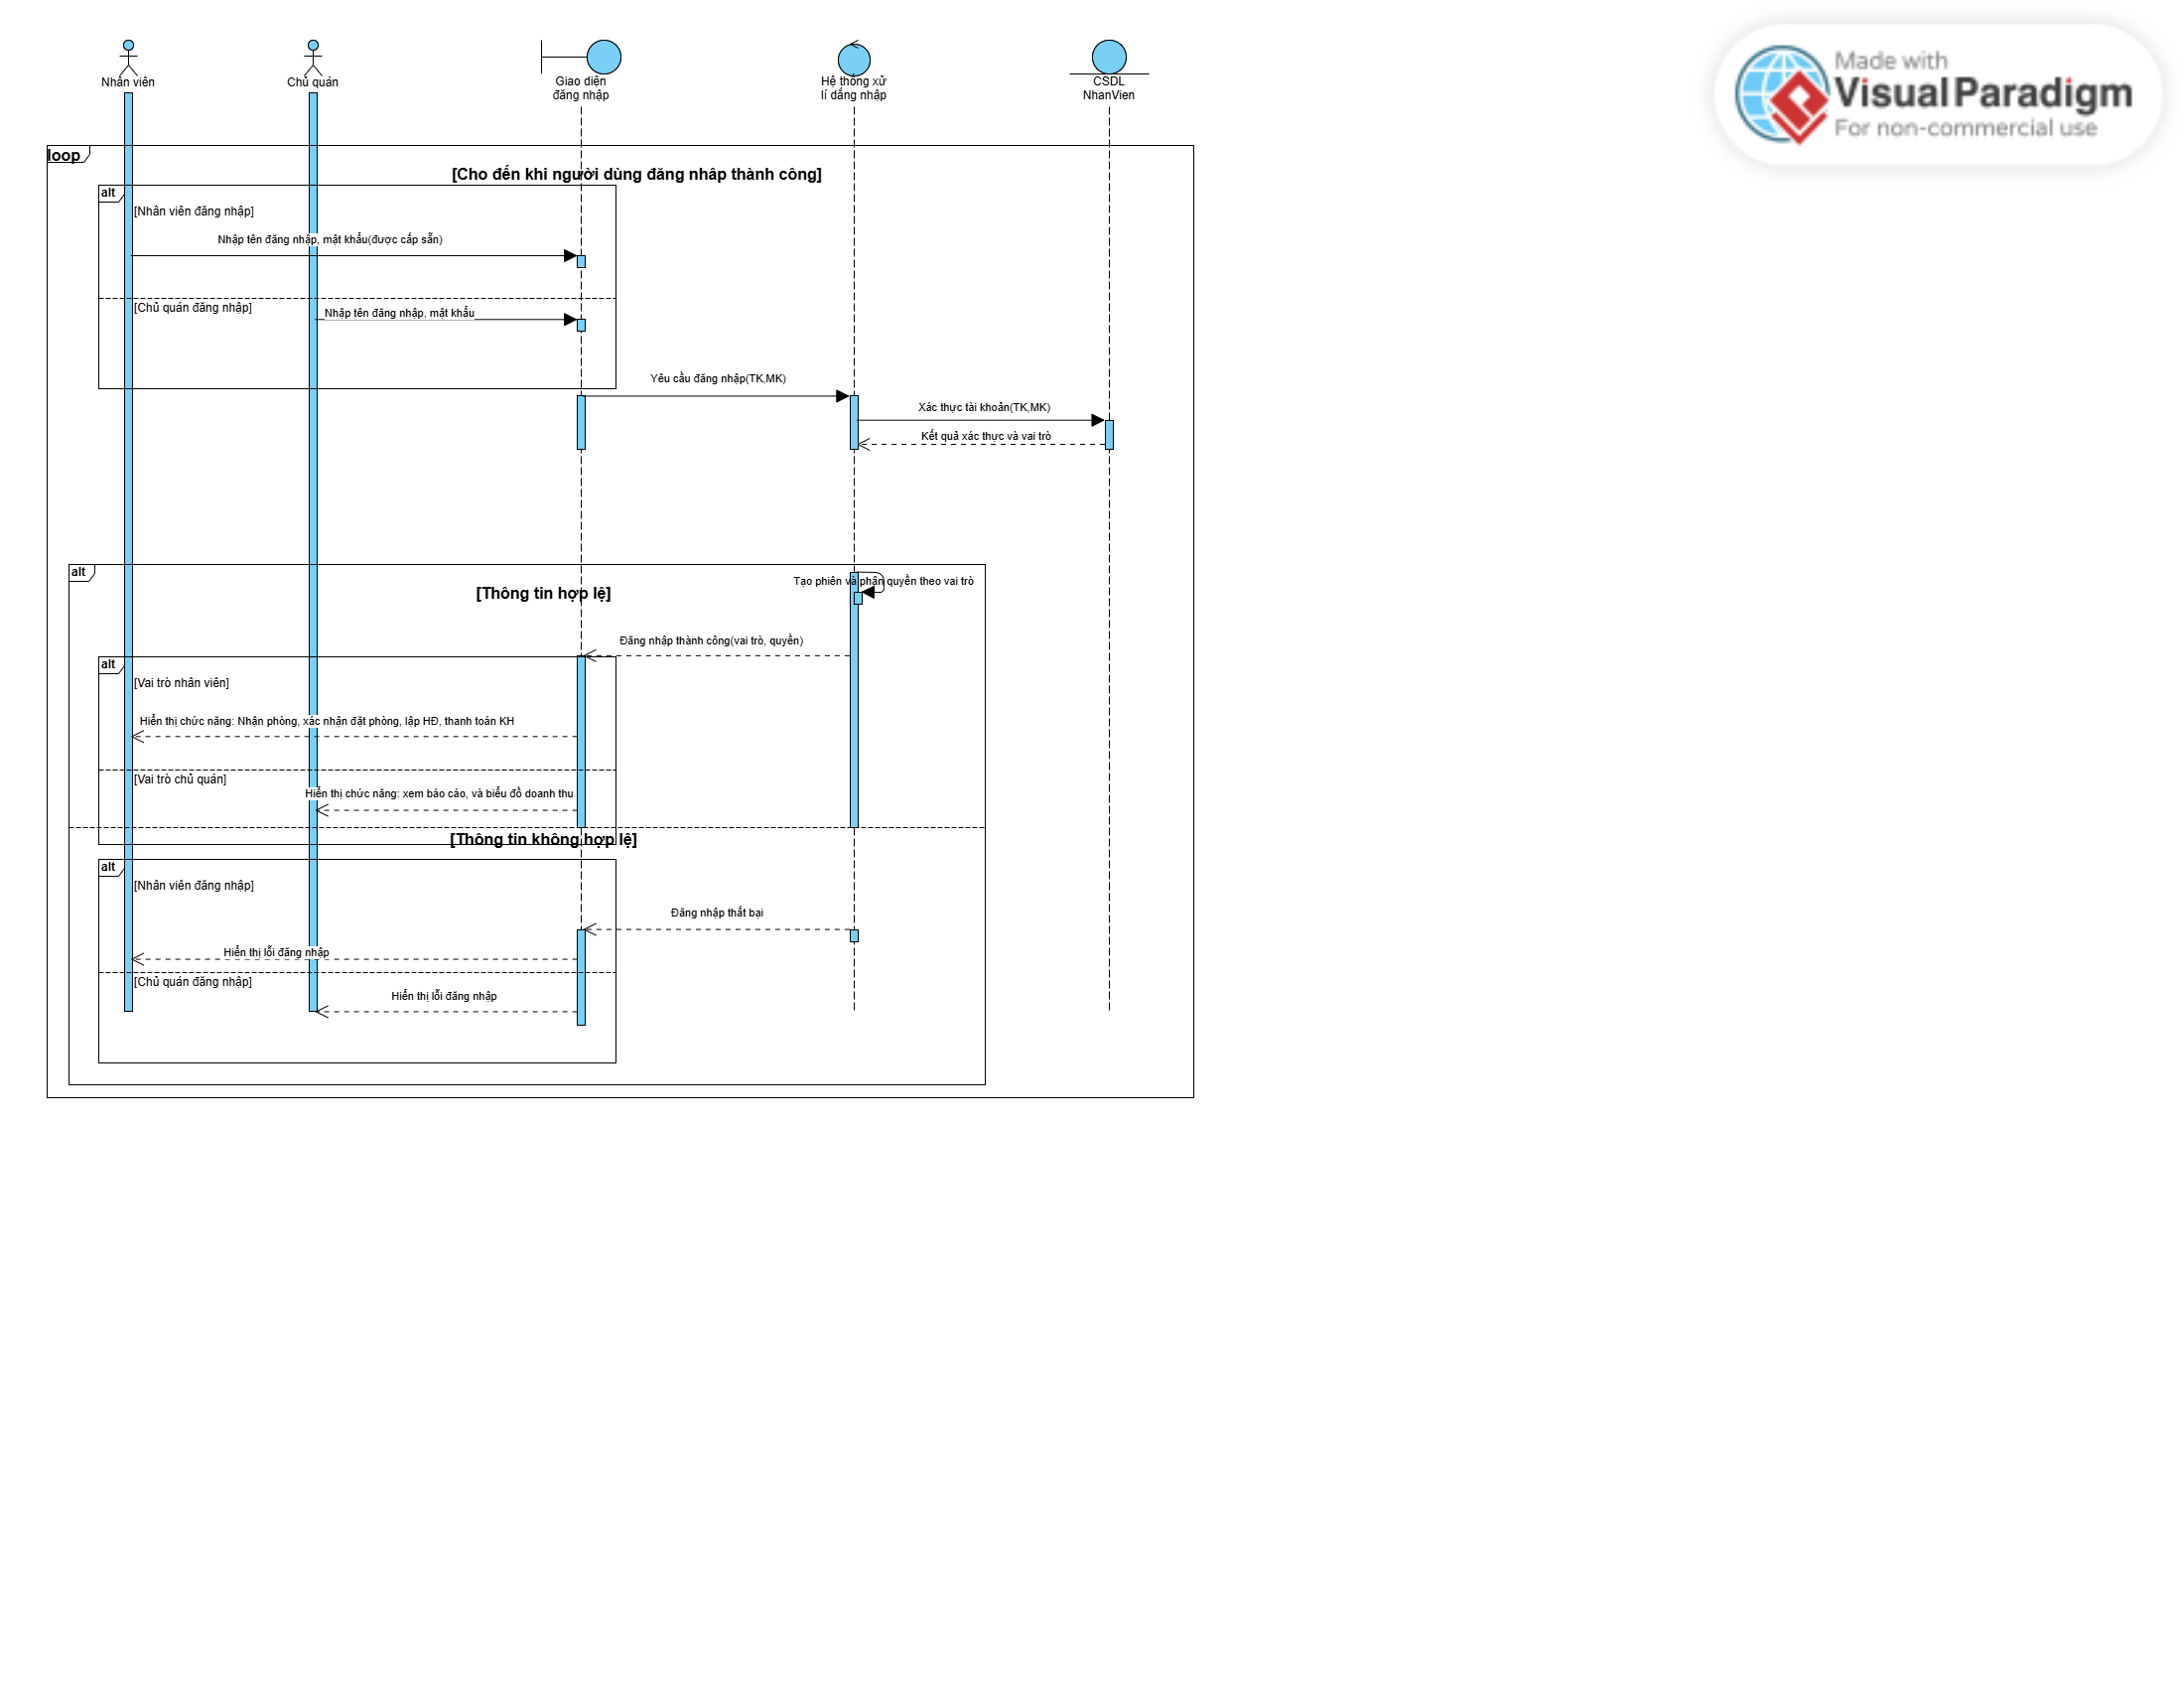 Made with
Visual Paradigm
For non-commercial use
Nhân viên
Chủ quán
Giao diện
đăng nhập
Hệ thống xử
lí đắng nhập
CSDL
NhanVien
loop
[Cho đến khi người dùng đăng nhâp thành công]
alt
[Nhân viên đăng nhập]
Nhập tên đăng nhập, mật khẩu(được cấp sẵn)
[Chủ quán đăng nhập]
Nhập tên đăng nhập, mật khẩu
Yêu cầu đăng nhập(TK,MK)
Xác thực tài khoản(TK,MK)
Kết quả xác thực và vai trò
alt
Tạo phiên và phân quyền theo vai trò
[Thông tin hợp lệ]
Đăng nhập thành công(vai trò, quyền)
alt
[Vai trò nhân viên]
Hiển thị chức năng: Nhận phòng, xác nhận đặt phòng, lập HĐ, thanh toán KH
[Vai trò chủ quán]
Hiển thị chức năng: xem báo cáo, và biểu đồ doanh thu
[Thông tin không hợp lệ]
alt
[Nhân viên đăng nhập]
Đăng nhập thất bại
Hiển thị lỗi đăng nhập
[Chủ quán đăng nhập]
Hiển thị lỗi đăng nhập